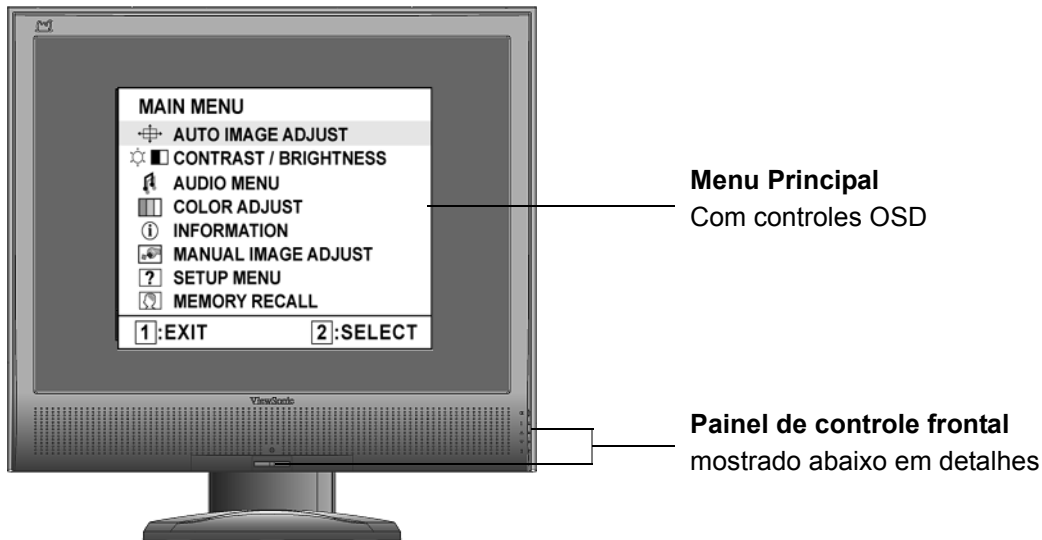 MAIN MENU
AUTO IMAGE ADJUST
CONTRAST / BRIGHTNESS
AUDIO MENU
COLOR ADJUST
INFORMATION
MANUAL IMAGE ADJUST
SETUP MENU
MEMORY RECALL
1:EXIT 2:SELECT
ViewSonic
Menu Principal
Com controles OSD
Painel de controle frontal
mostrado abaixo em detalhes